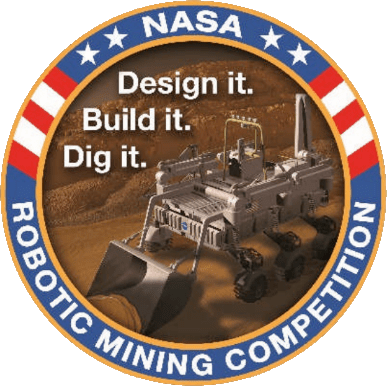 NASA
Design it.
Build it.
Dig it.
ROBOTIC MINING COMPETITION